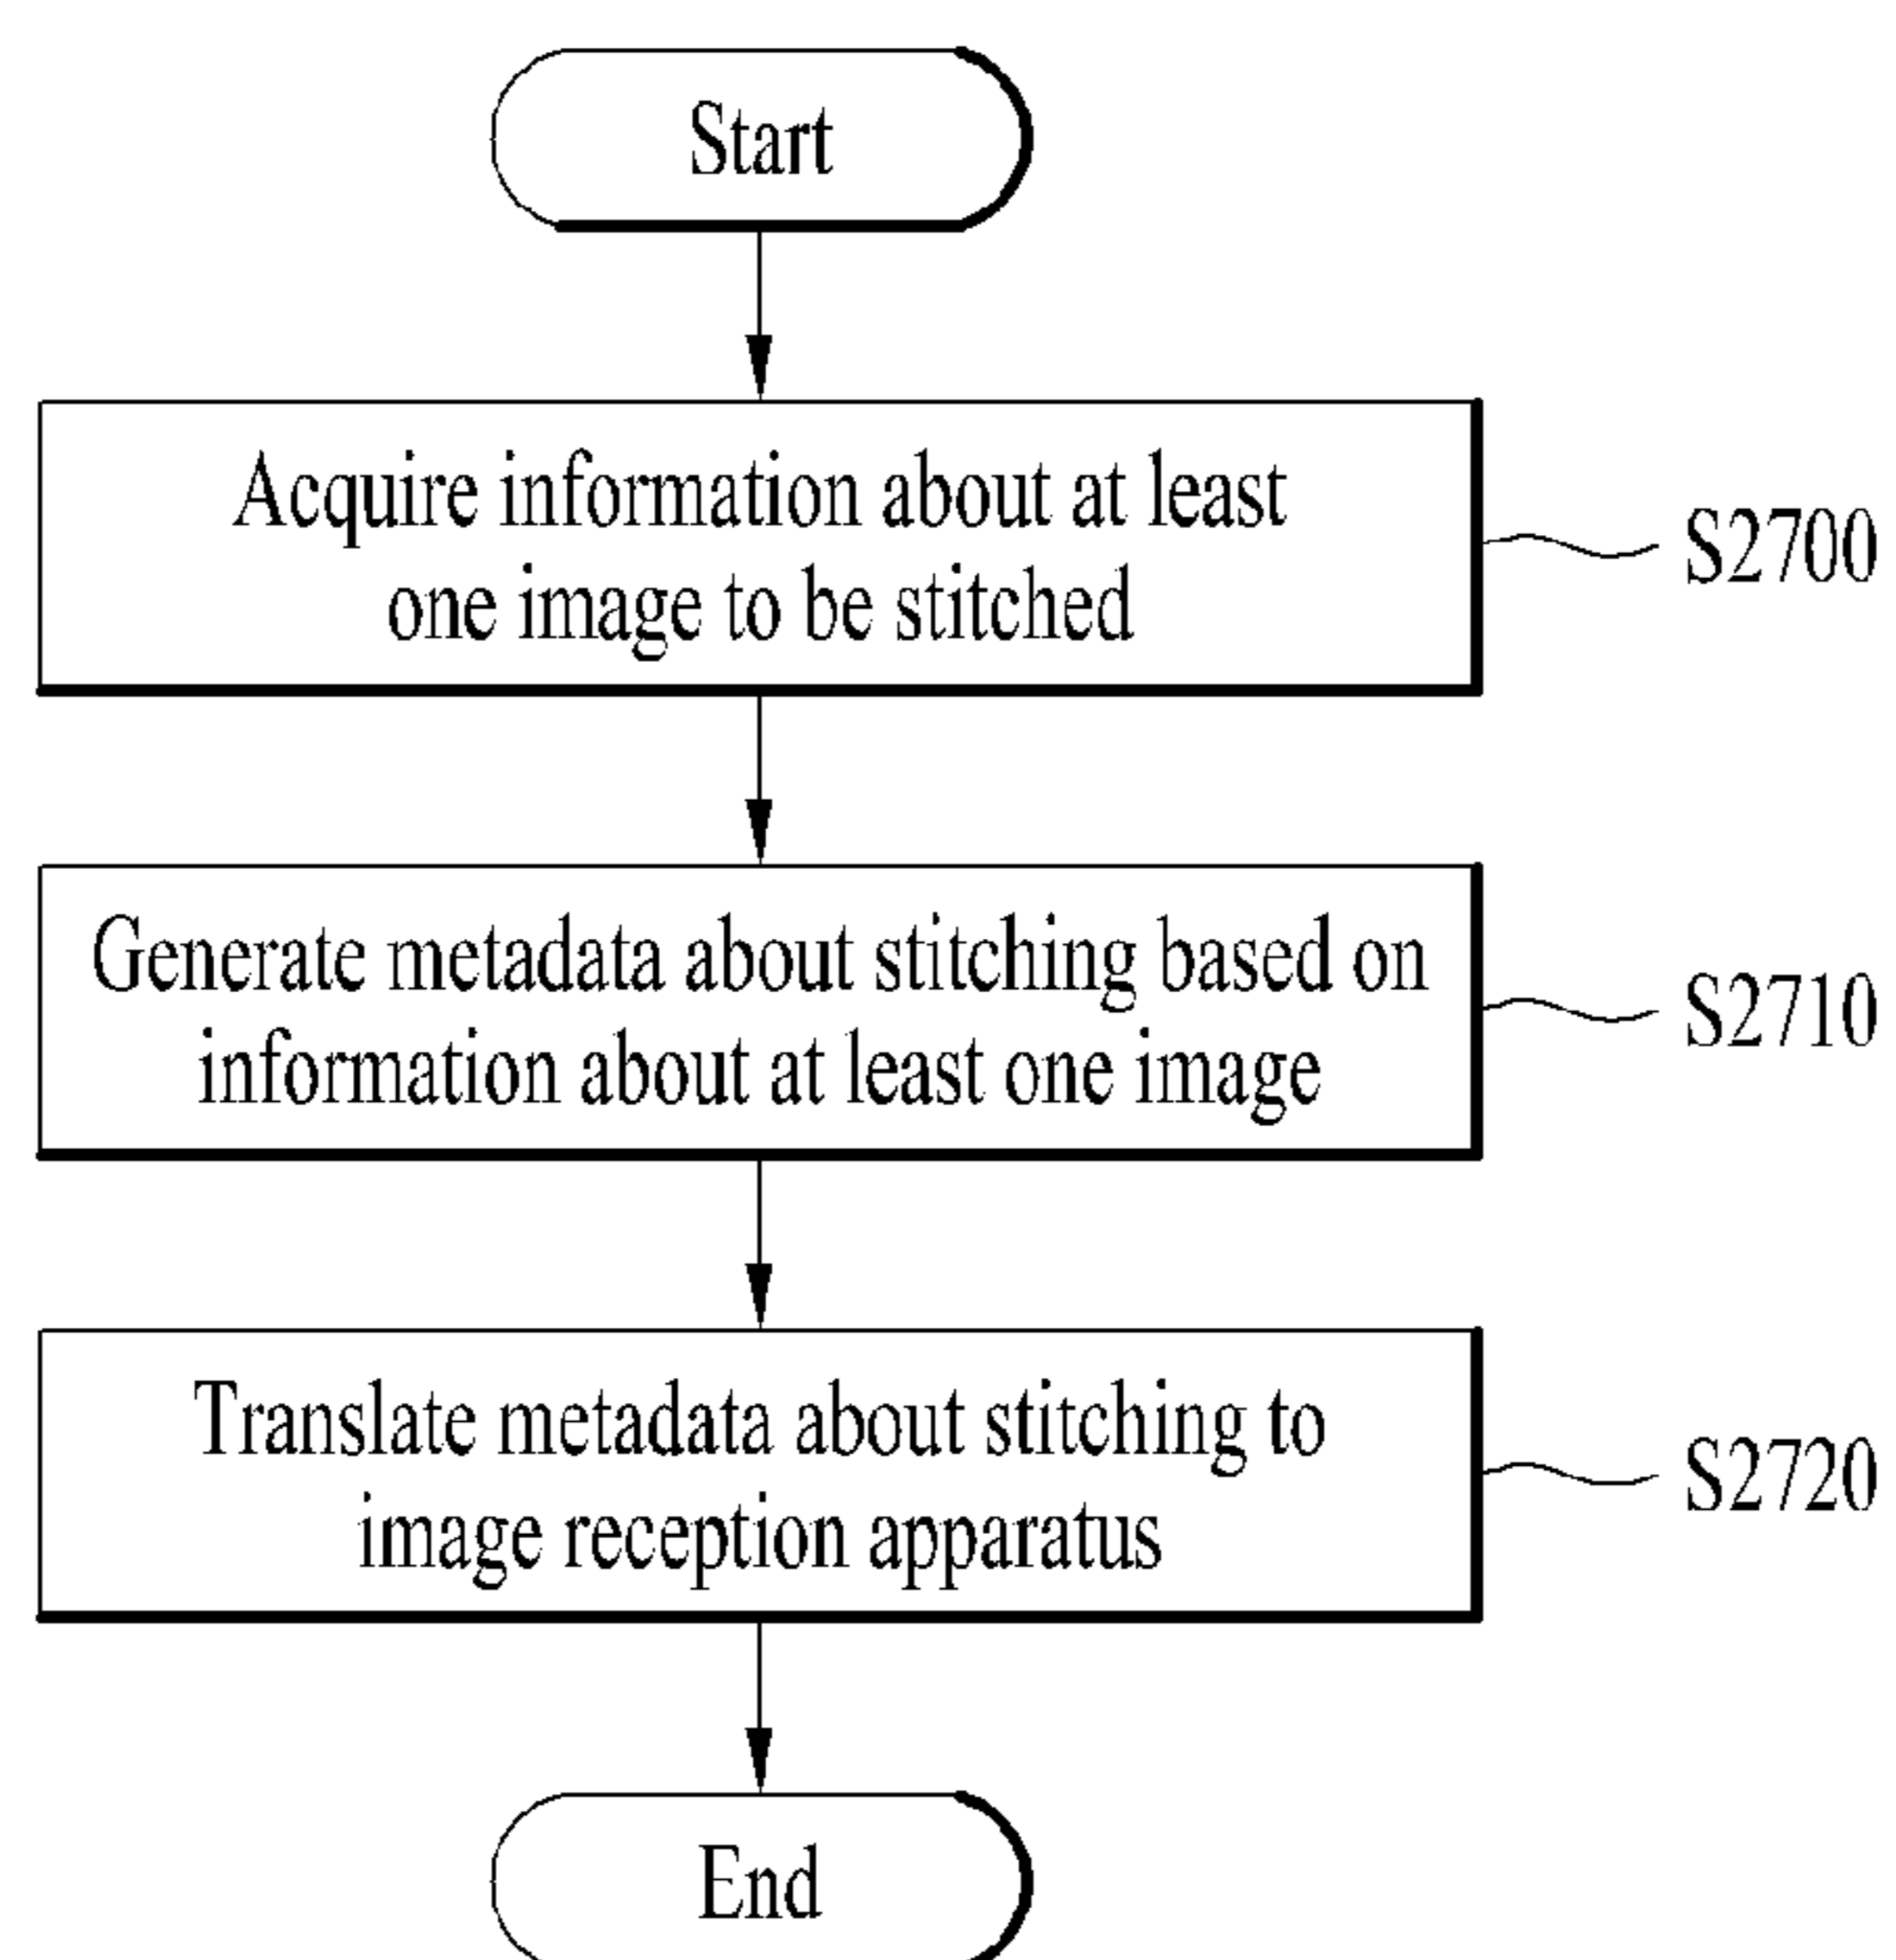 Start
Acquire information about at least
one image to be stitched
S2700
Generate metadata about stitching based on
information about at least one image
S2710
Translate metadata about stitching to
image reception apparatus
S2720
End